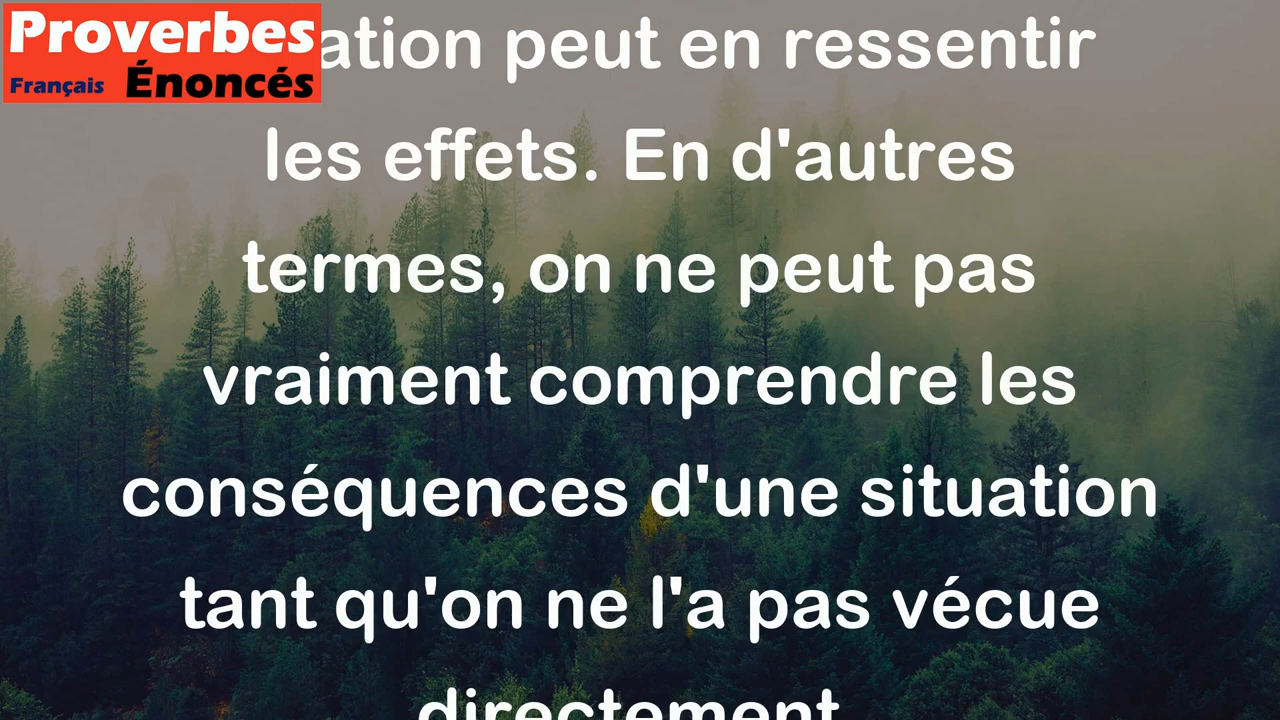 Proverbes
Français Énoncés
peut en ressentir
les effets. En d'autres
termes, on ne peut pas
vraiment comprendre les
conséquences d'une situation
tant qu'on ne l'a pas vécue
directement